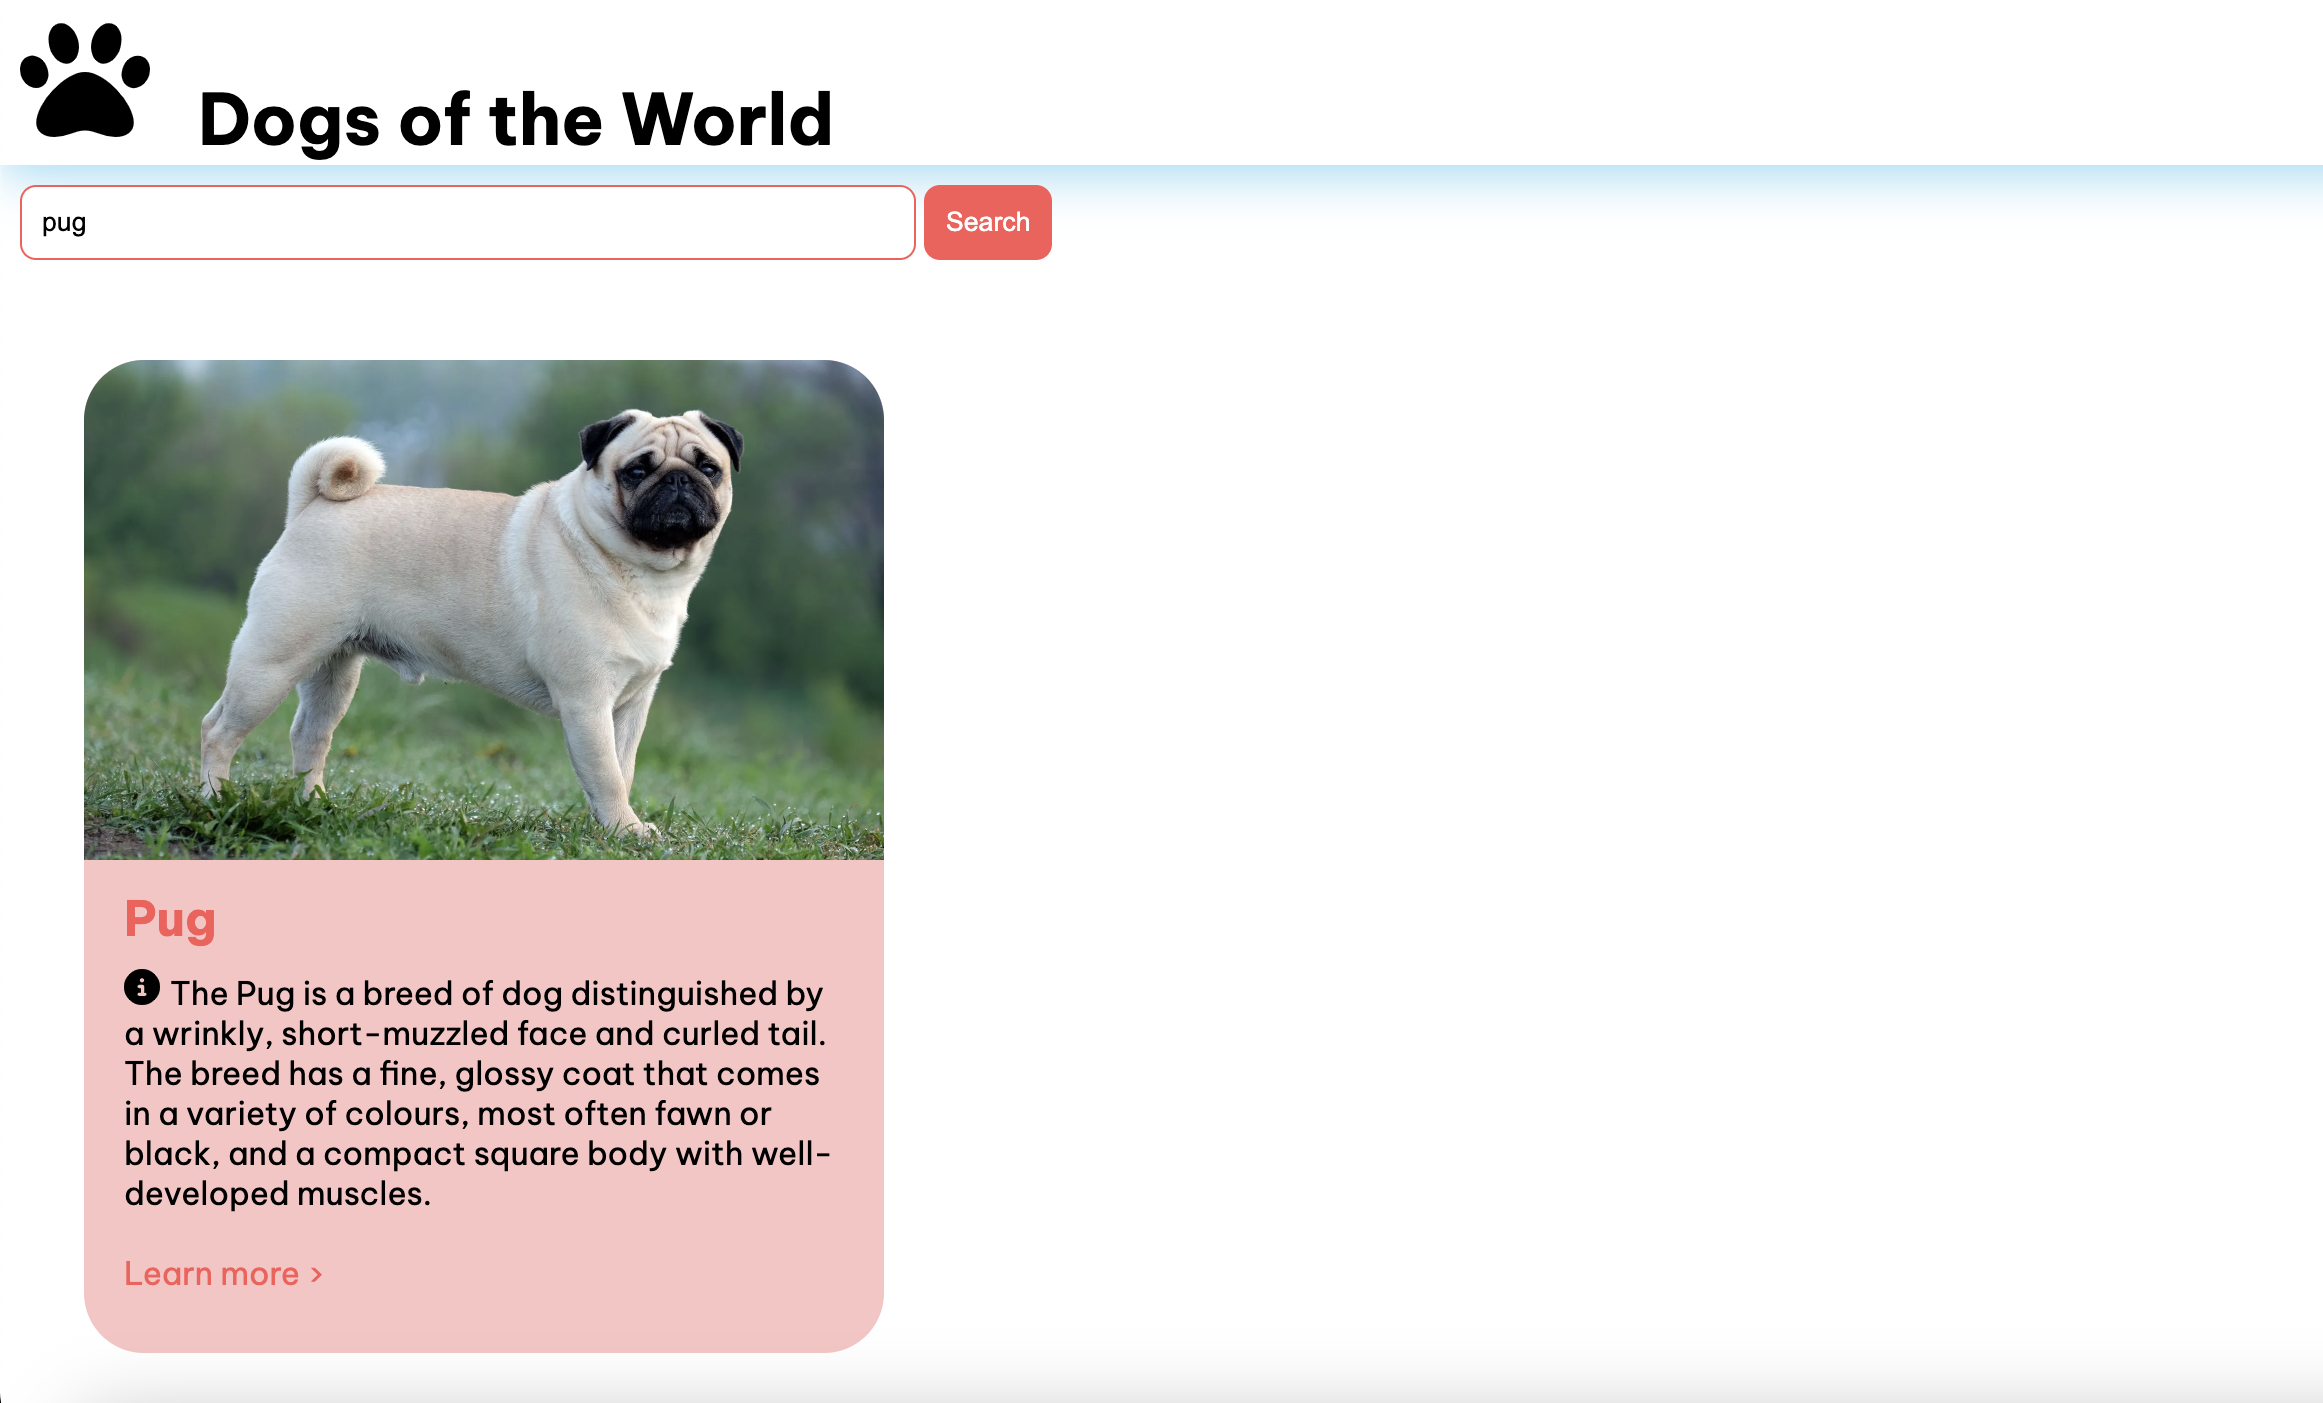 Dogs of the World
pug
Search
Pug
The Pug is a breed of dog distinguished by
a wrinkly, short-muzzled face and curled tail.
The breed has a fine, glossy coat that comes
in a variety of colours, most often fawn or
black, and a compact square body with well-
developed muscles.
Learn more >